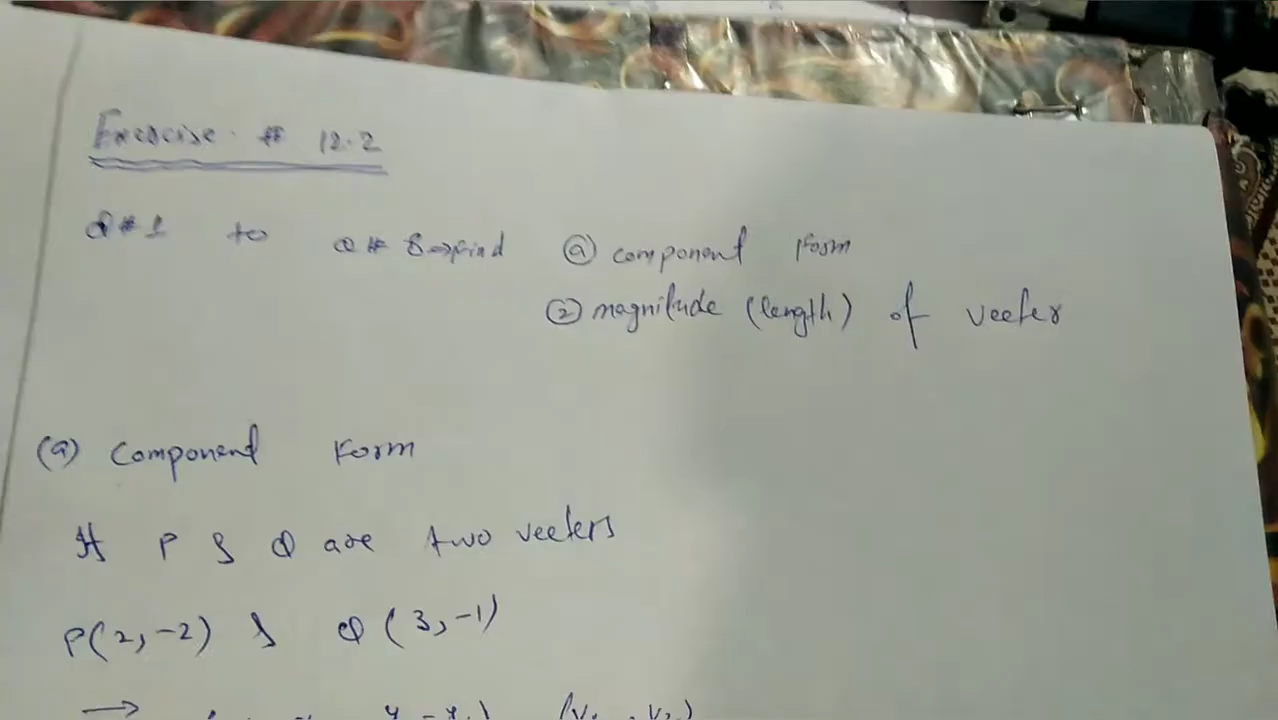 Exercise # 12.2
Q#1 to Q# 8→find (a) component form
(2) magnitude (length) of vector
(a) Component Form
If P & Q are two vectors
P(2,-2) & Q(3,-1)